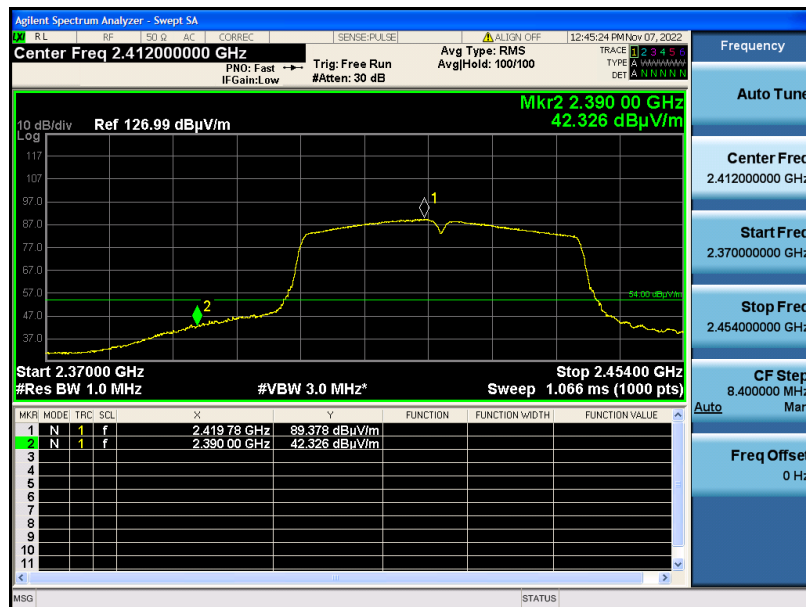 Agilent Spectrum Analyzer - Swept SA
LXI RL RF 50 Ω AC CORREC SENSE:PULSE ALIGN OFF 12:45:24 PM Nov 07, 2022
Center Freq 2.412000000 GHz
PNO: Fast
IFGain:Low
Trig: Free Run
#Atten: 30 dB
Avg Type: RMS
Avg|Hold: 100/100
TRACE 1 2 3 4 5 6
TYPE A WWWWW
DET A N N N N N
Mkr2 2.390 00 GHz
42.326 dBµV/m
10 dB/div Ref 126.99 dBµV/m
Log
117
107
97.0
87.0
77.0
67.0
57.0
47.0
37.0
1
2
54.00 dBµV/m
Start 2.37000 GHz Stop 2.45400 GHz
#Res BW 1.0 MHz #VBW 3.0 MHz* Sweep 1.066 ms (1000 pts)
MKR MODE TRC SCL X Y FUNCTION FUNCTION WIDTH FUNCTION VALUE
1 N 1 f 2.419 78 GHz 89.378 dBµV/m
2 N 1 f 2.390 00 GHz 42.326 dBµV/m
3
4
5
6
7
8
9
10
11
MSG STATUS
Frequency
Auto Tune
Center Freq
2.412000000 GHz
Start Freq
2.370000000 GHz
Stop Freq
2.454000000 GHz
CF Step
8.400000 MHz
Auto Man
Freq Offset
0 Hz